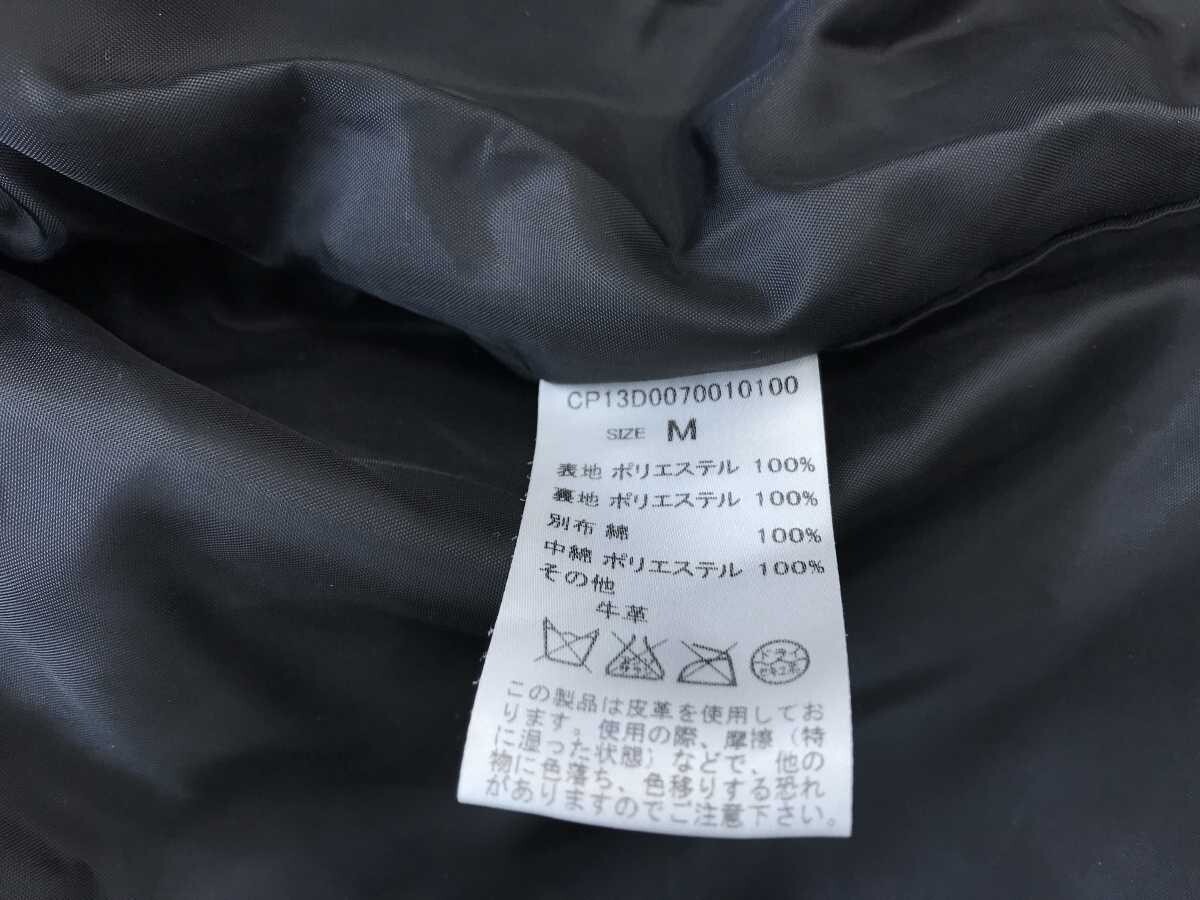 CP13D0070010100
SIZE M
表地 ポリエステル 100%
裏地 ポリエステル 100%
別布 綿 100%
中綿 ポリエステル 100%
その他
牛革
この製品は皮革を使用してお
ります。使用の際、摩擦（特
に湿った状態）などで、他の
物に色落ち、色移りする恐れ
がありますのでご注意下さい。